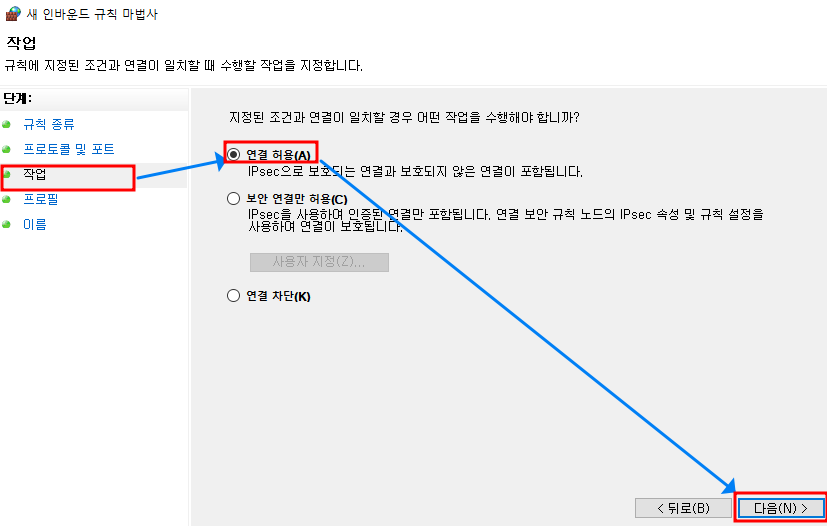 새 인바운드 규칙 마법사
작업
규칙에 지정된 조건과 연결이 일치할 때 수행할 작업을 지정합니다.
단계:
규칙 종류
프로토콜 및 포트
작업
프로필
이름
지정된 조건과 연결이 일치할 경우 어떤 작업을 수행해야 합니까?
연결 허용(A)
IPsec으로 보호되는 연결과 보호되지 않은 연결이 포함됩니다.
보안 연결만 허용(C)
IPsec을 사용하여 인증된 연결만 포함됩니다. 연결 보안 규칙 노드의 IPsec 속성 및 규칙 설정을
사용하여 연결이 보호됩니다.
사용자 지정(Z)...
연결 차단(K)
< 뒤로(B)
다음(N) >